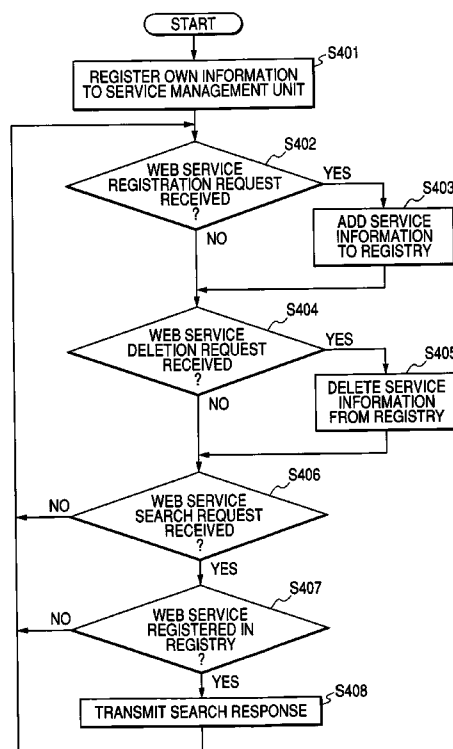 START
S401
REGISTER OWN INFORMATION
TO SERVICE MANAGEMENT UNIT
S402
WEB SERVICE
REGISTRATION REQUEST
RECEIVED
?
YES
NO
S403
ADD SERVICE
INFORMATION
TO REGISTRY
S404
WEB SERVICE
DELETION REQUEST
RECEIVED
?
YES
NO
S405
DELETE SERVICE
INFORMATION
FROM REGISTRY
S406
WEB SERVICE
SEARCH REQUEST
RECEIVED
?
NO
YES
S407
WEB SERVICE
REGISTERED IN
REGISTRY
?
NO
YES
S408
TRANSMIT SEARCH RESPONSE